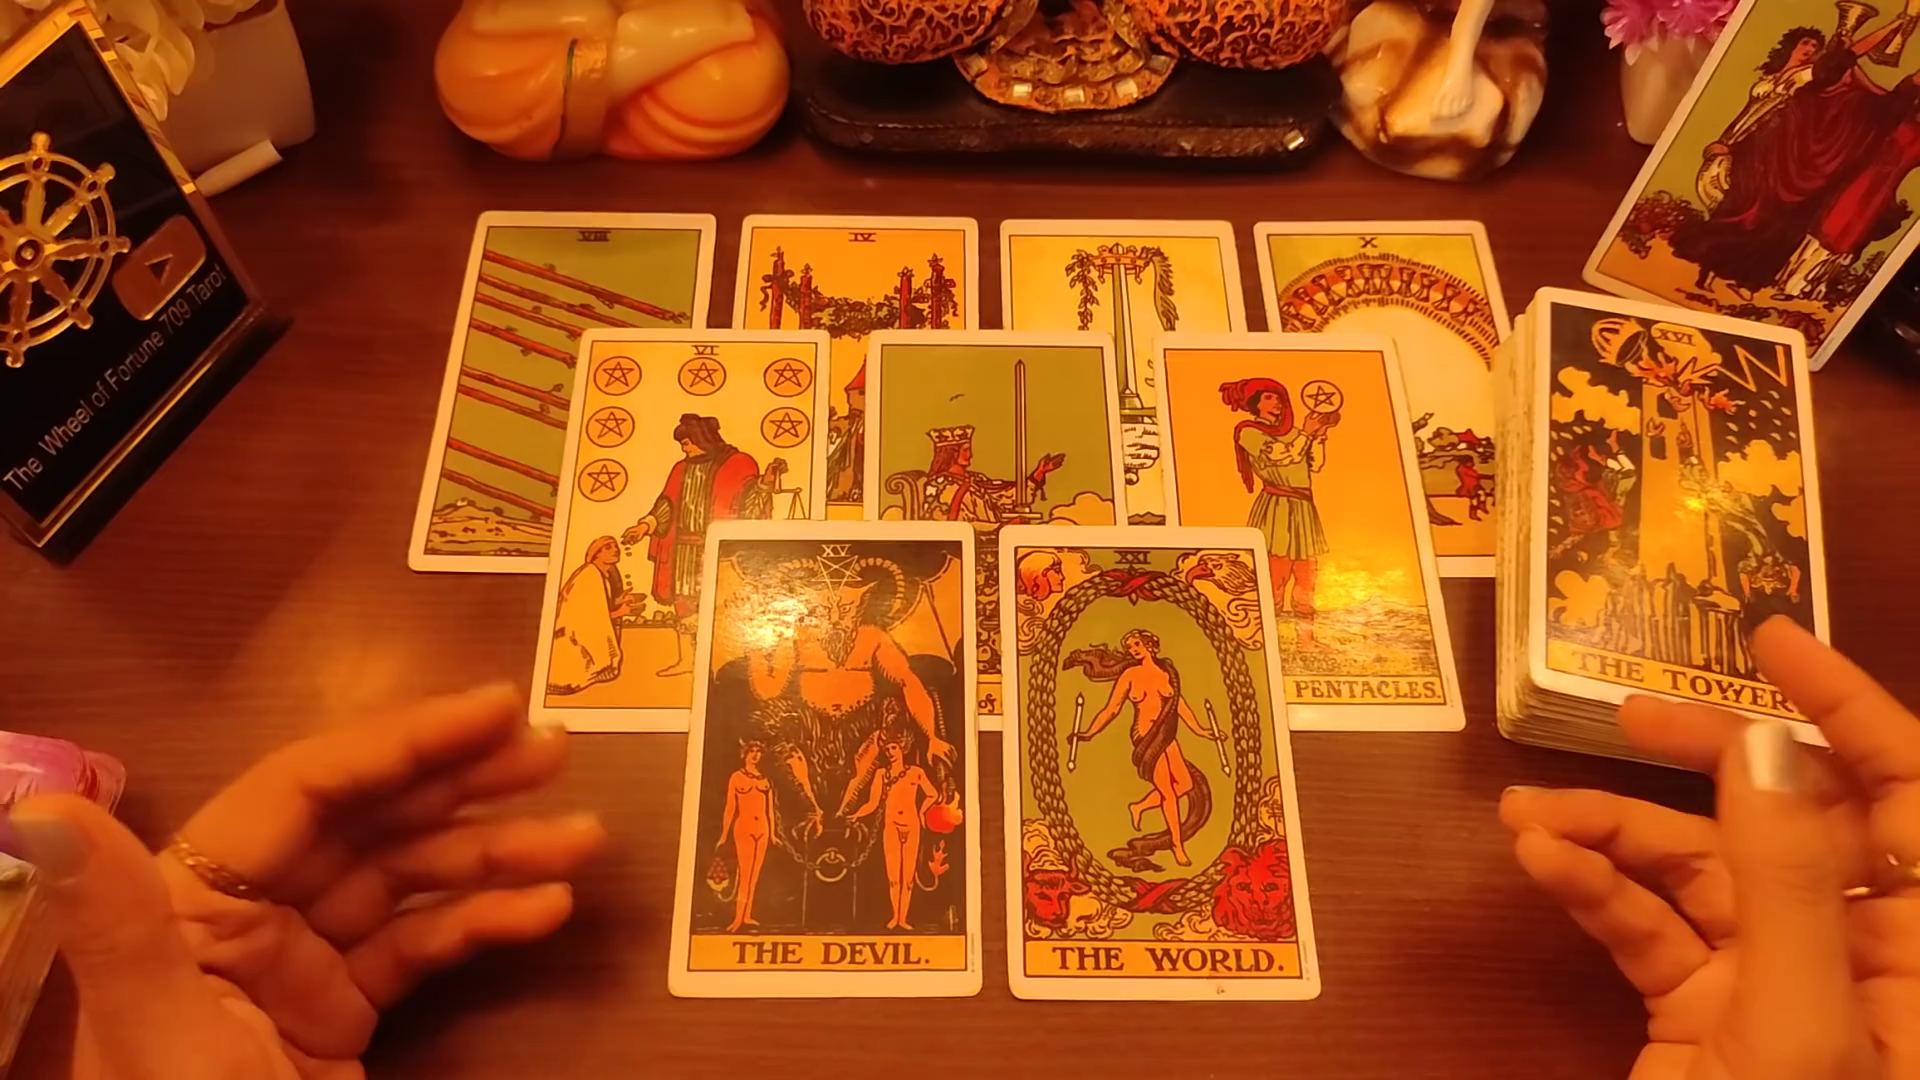 The Wheel of Fortune 709 Tarot
VIII
IV
X
VI
XVI
THE TOWER.
of
PENTACLES.
XV
THE DEVIL.
XXI
THE WORLD.